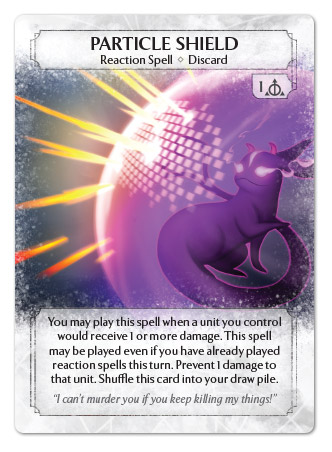 PARTICLE SHIELD
Reaction Spell ◇ Discard
1
You may play this spell when a unit you control
would receive 1 or more damage. This spell
may be played even if you have already played
reaction spells this turn. Prevent 1 damage to
that unit. Shuffle this card into your draw pile.
“I can't murder you if you keep killing my things!”